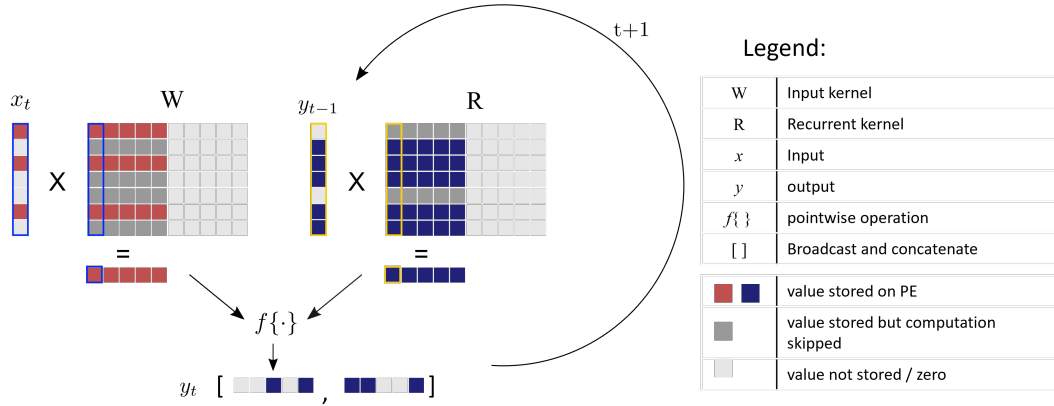 t+1
Legend:
x_t
W
y_{t-1}
R
X
X
=
=
f{·}
y_t [ , ]
W Input kernel
R Recurrent kernel
x Input
y output
f{ } pointwise operation
[ ] Broadcast and concatenate
value stored on PE
value stored but computation
skipped
value not stored / zero